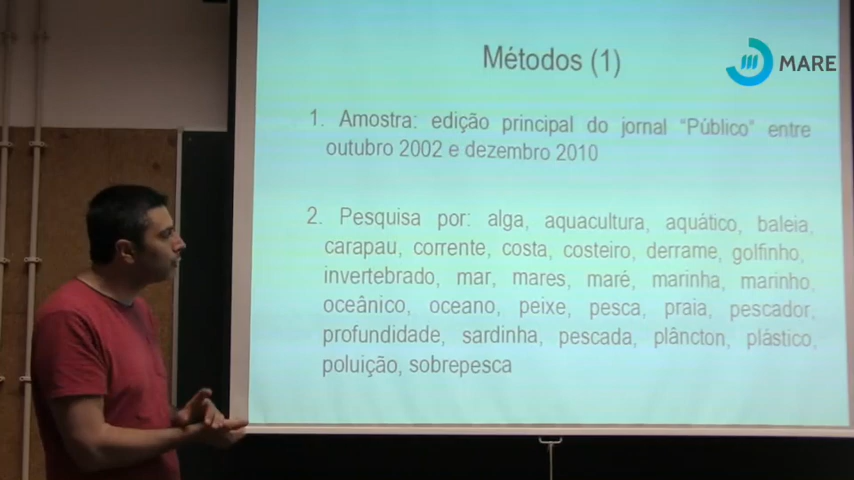 Métodos (1)
MARE
1. Amostra: edição principal do jornal “Público” entre
outubro 2002 e dezembro 2010
2. Pesquisa por: alga, aquacultura, aquático, baleia,
carapau, corrente, costa, costeiro, derrame, golfinho,
invertebrado, mar, mares, maré, marinha, marinho,
oceânico, oceano, peixe, pesca, praia, pescador,
profundidade, sardinha, pescada, plâncton, plástico,
poluição, sobrepesca